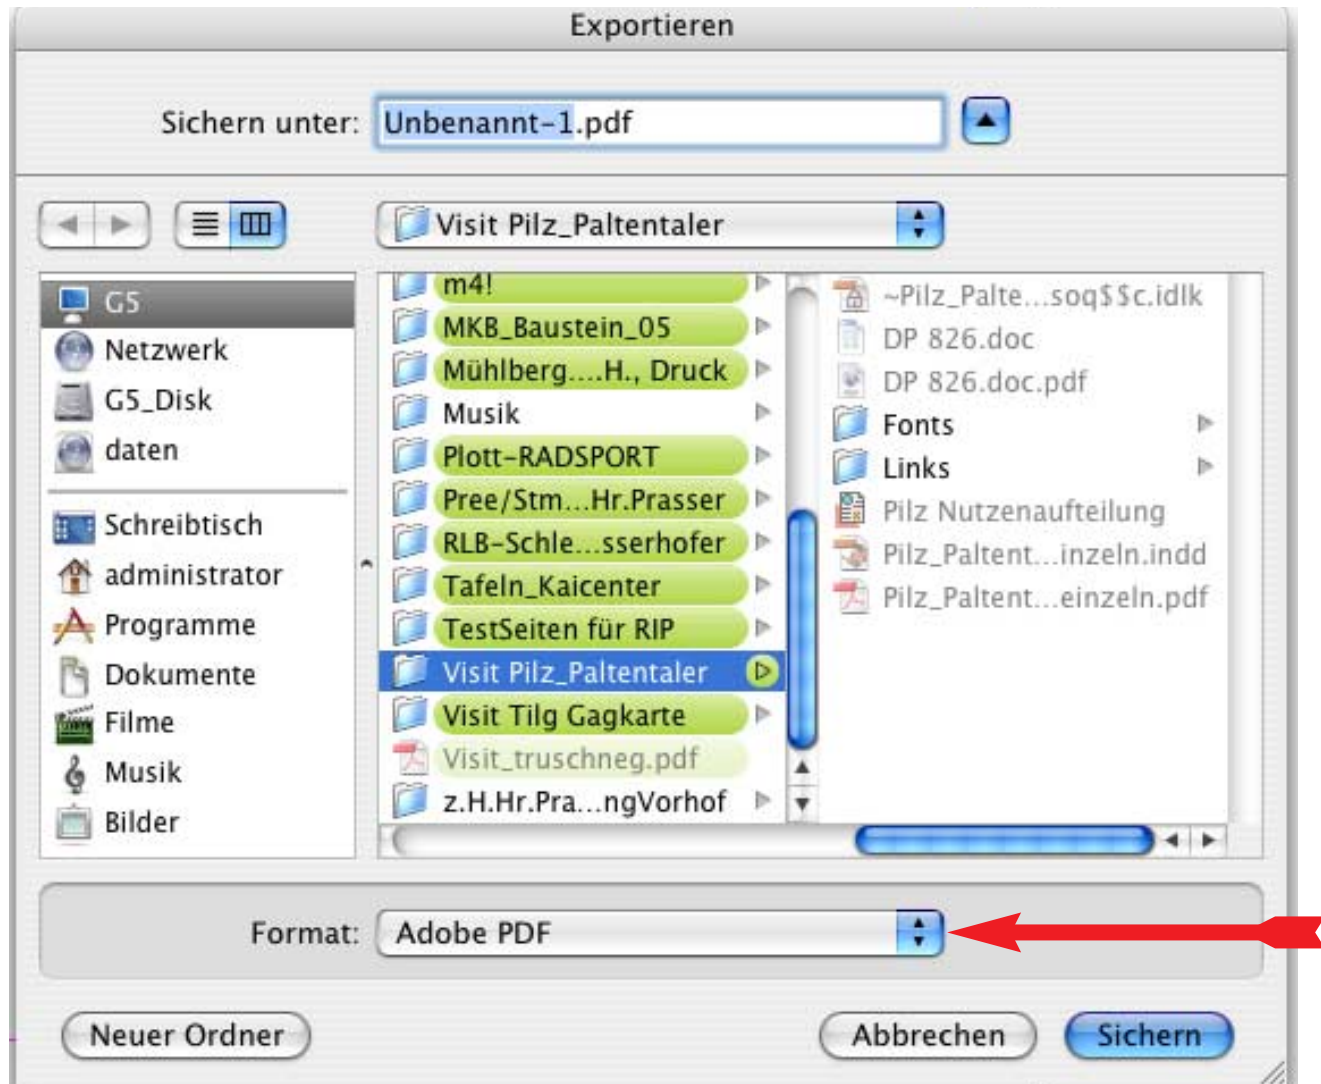 Exportieren
Sichern unter: Unbenannt-1.pdf
Visit Pilz_Paltentaler
G5
Netzwerk
G5_Disk
daten
Schreibtisch
administrator
Programme
Dokumente
Filme
Musik
Bilder
m4!
MKB_Baustein_05
Mühlberg....H., Druck
Musik
Plott-RADSPORT
Pree/Stm...Hr.Prasser
RLB-Schle...sserhofer
Tafeln_Kaicenter
TestSeiten für RIP
Visit Pilz_Paltentaler
Visit Tilg Gagkarte
Visit_truschneg.pdf
z.H.Hr.Pra...ngVorhof
~Pilz_Palte...soq$$c.idlk
DP 826.doc
DP 826.doc.pdf
Fonts
Links
Pilz Nutzenaufteilung
Pilz_Paltent...inzeln.indd
Pilz_Paltent...einzeln.pdf
Format: Adobe PDF
Neuer Ordner
Abbrechen
Sichern